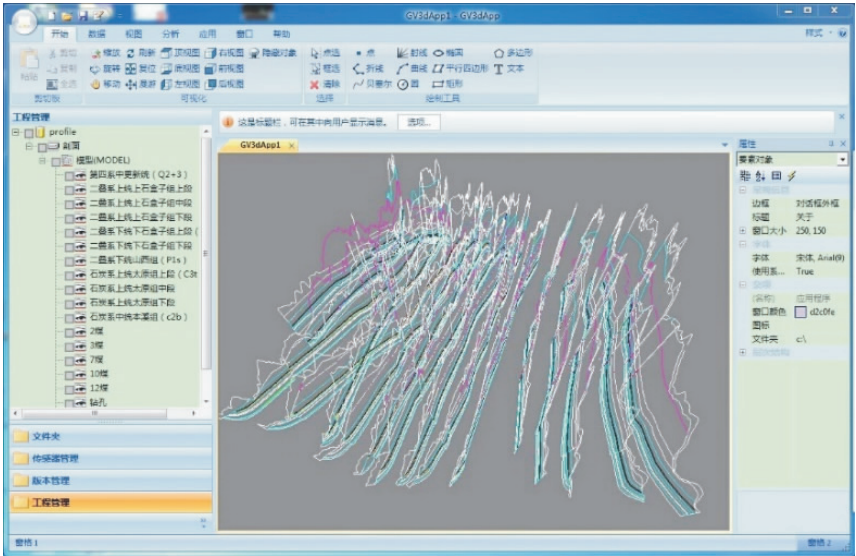 GV3dApp1 - GV3dApp
开始 数据 视图 分析 应用 窗口 帮助
样式
粘贴
剪切 缩放 刷新 顶视图 右视图 隐藏对象 点选 点 射线 椭圆 多边形
复制 旋转 复位 底视图 前视图 框选 折线 曲线 平行四边形 文本
全选 移动 漫游 左视图 后视图 清除 贝塞尔 圆 矩形
剪切板 可视化 选择 绘制工具
工程管理
profile
剖面
模型(MODEL)
第四系中更新统(Q2+3)
二叠系上统上石盒子组上段
二叠系上统上石盒子组中段
二叠系上统上石盒子组下段
二叠系下统下石盒子组上段(
二叠系下统下石盒子组下段
二叠系下统山西组(P1s)
石炭系上统太原组上段(C3t
石炭系上统太原组中段
石炭系上统太原组下段
石炭系中统本溪组(c2b)
2煤
3煤
7煤
10煤
12煤
钻孔
文件夹
传感器管理
版本管理
工程管理
这是标题栏,可在其中向用户显示消息。 选项...
GV3dApp1
属性
要素对象
边框 对话框外框
标题 关于
窗口大小 250, 150
字体
字体 宋体, Arial(9)
使用系... True
(名称) 应用程序
窗口颜色 d2c0fe
图标
文件夹 c:\
窗格 1
窗格 2